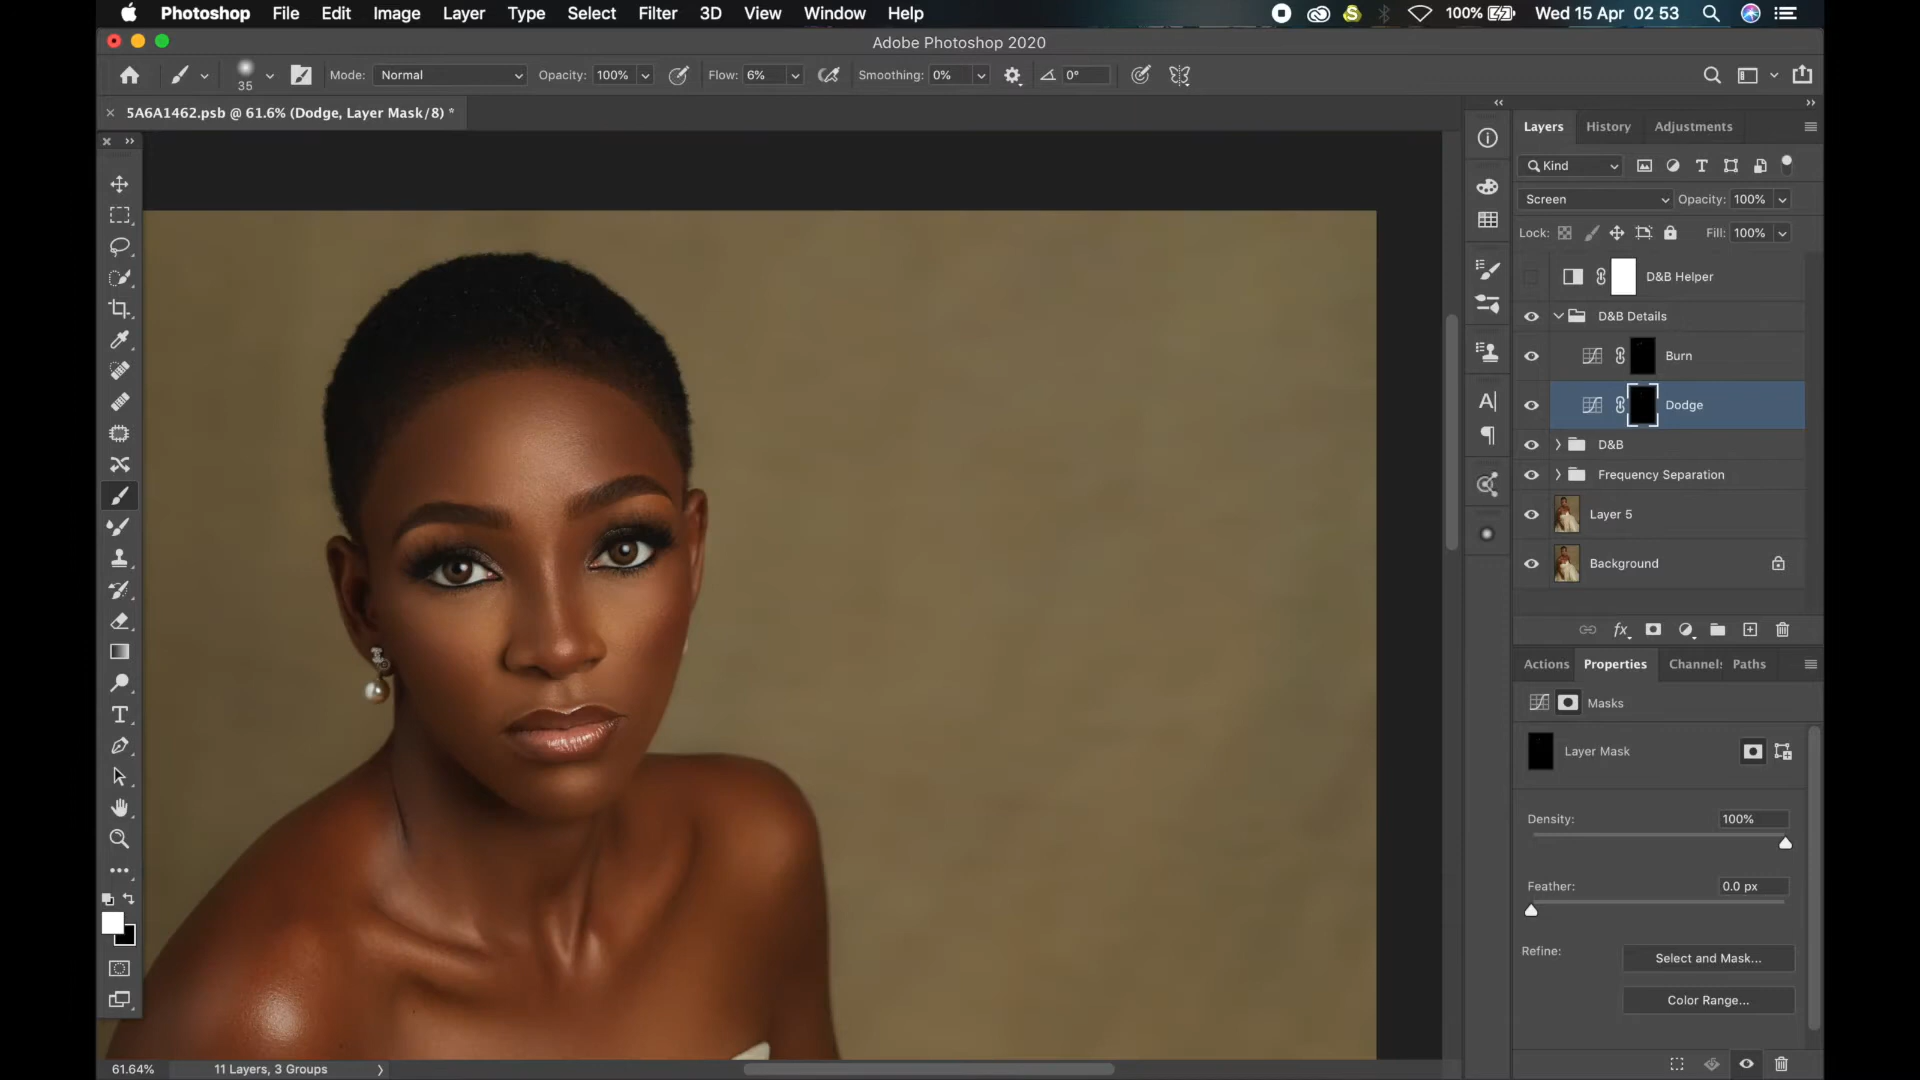 Photoshop File Edit Image Layer Type Select Filter 3D View Window Help 100% Wed 15 Apr 02 53
Adobe Photoshop 2020
35 Mode: Normal Opacity: 100% Flow: 6% Smoothing: 0% 0°
5A6A1462.psb @ 61.6% (Dodge, Layer Mask/8) *
Layers History Adjustments
Kind
Screen Opacity: 100%
Lock: Fill: 100%
D&B Helper
D&B Details
Burn
Dodge
D&B
Frequency Separation
Layer 5
Background
fx
Actions Properties Channels Paths
Masks
Layer Mask
Density: 100%
Feather: 0.0 px
Refine: Select and Mask...
Color Range...
61.64% 11 Layers, 3 Groups